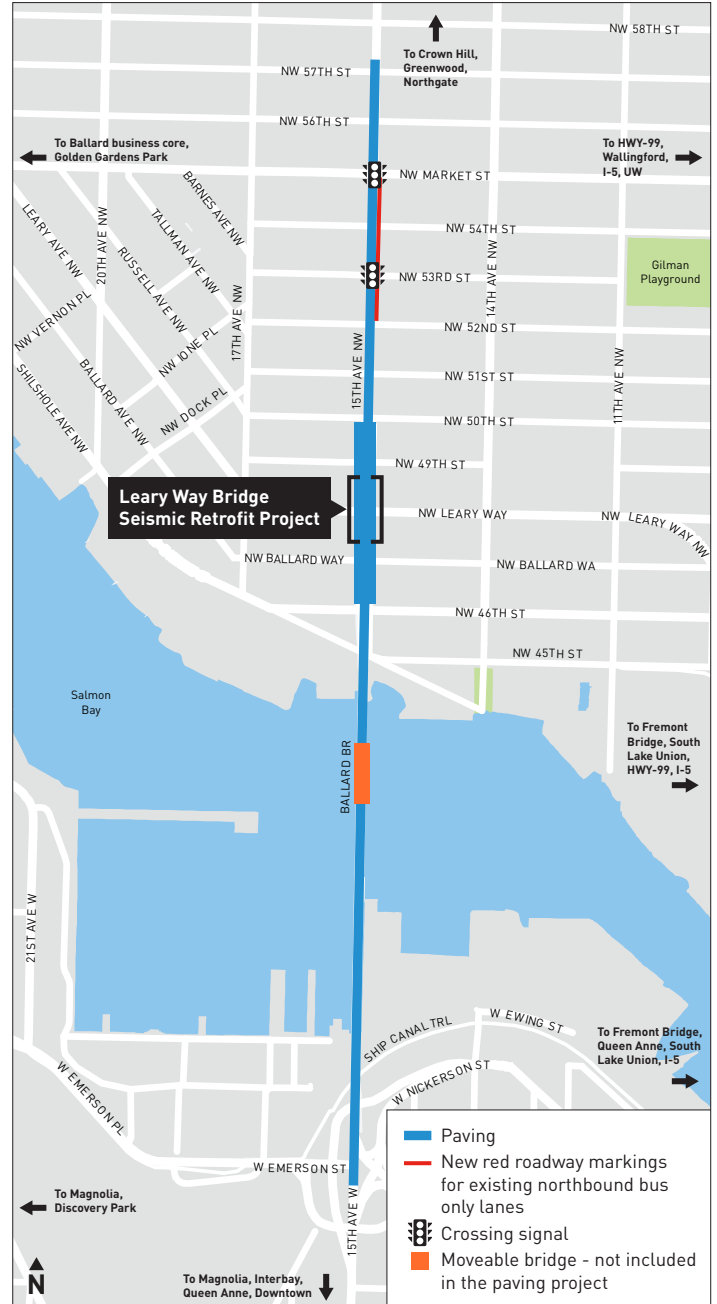 NW 58TH ST
To Crown Hill,
Greenwood,
Northgate
NW 57TH ST
NW 56TH ST
To Ballard business core,
Golden Gardens Park
To HWY-99,
Wallingford,
I-5, UW
NW MARKET ST
BARNES AVE NW
TALLMAN AVE NW
LEARY AVE NW
20TH AVE NW
RUSSELL AVE NW
NW 54TH ST
14TH AVE NW
Gilman
Playground
NW 53RD ST
NW VERNON PL
NW IONE PL
17TH AVE NW
NW 52ND ST
15TH AVE NW
11TH AVE NW
SHILSHOLE AVE NW
BALLARD AVE NW
NW DOCK PL
NW 51ST ST
NW 50TH ST
NW 49TH ST
Leary Way Bridge
Seismic Retrofit Project
NW LEARY WAY
NW LEARY WAY NW
NW BALLARD WAY
NW BALLARD WA
NW 46TH ST
NW 45TH ST
Salmon
Bay
To Fremont
Bridge, South
Lake Union,
HWY-99, I-5
BALLARD BR
21ST AVE W
SHIP CANAL TRL
W EWING ST
To Fremont Bridge,
Queen Anne, South
Lake Union, I-5
W NICKERSON ST
W EMERSON PL
W EMERSON ST
15TH AVE W
To Magnolia,
Discovery Park
N
To Magnolia, Interbay,
Queen Anne, Downtown
Paving
New red roadway markings
for existing northbound bus
only lanes
Crossing signal
Moveable bridge - not included
in the paving project